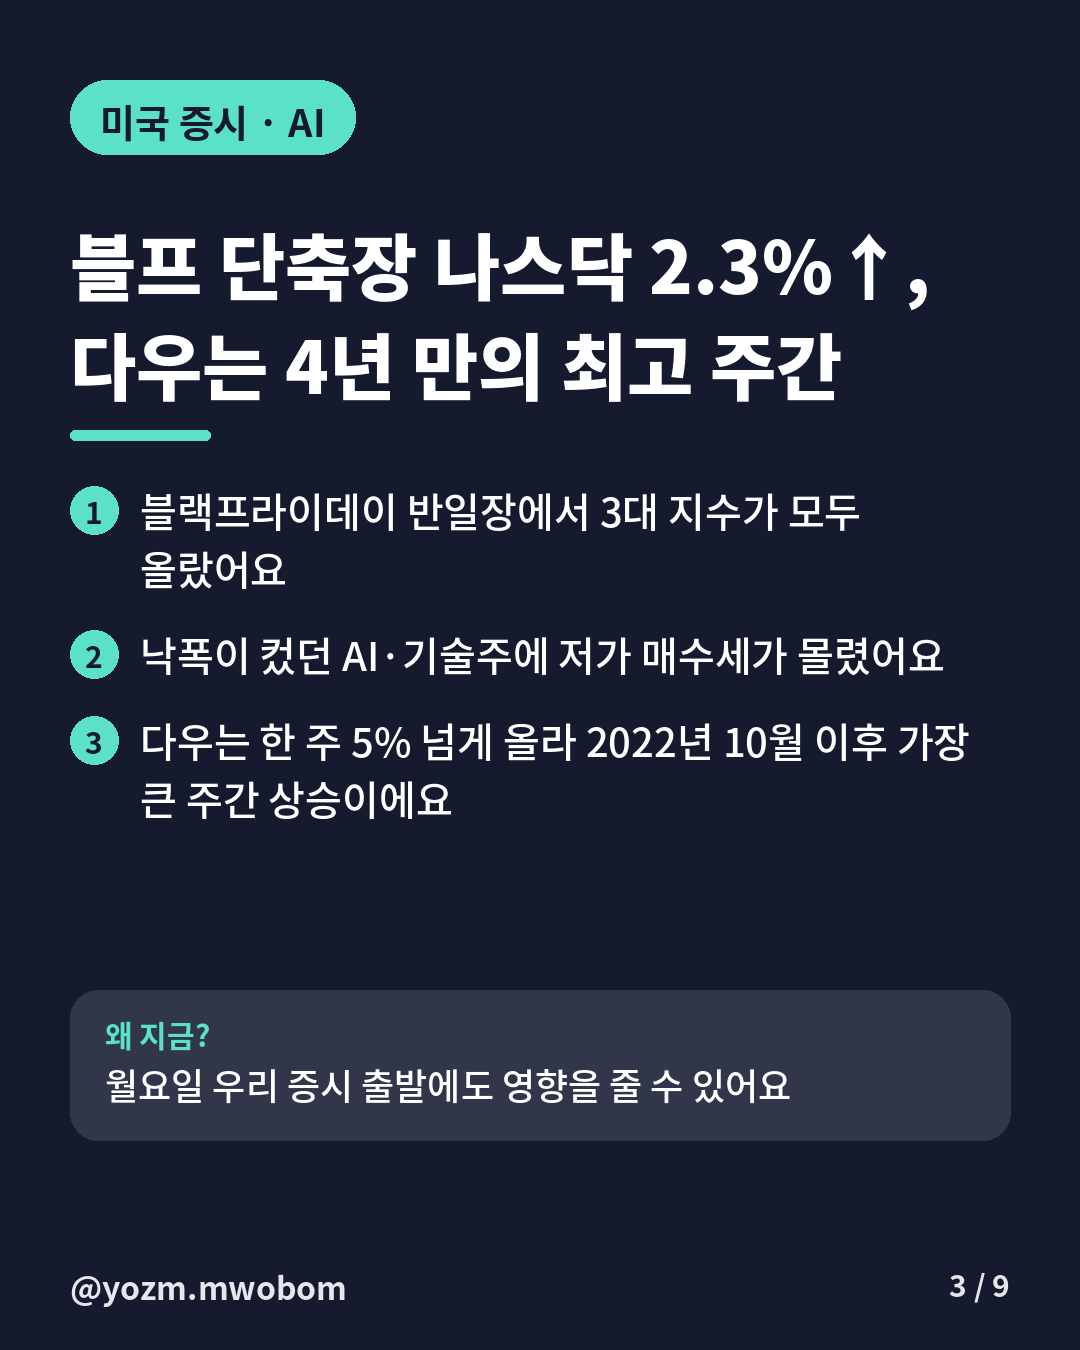 미국 증시 · AI
블프 단축장 나스닥 2.3%↑,
다우는 4년 만의 최고 주간
1 블랙프라이데이 반일장에서 3대 지수가 모두
올랐어요
2 낙폭이 컸던 AI·기술주에 저가 매수세가 몰렸어요
3 다우는 한 주 5% 넘게 올라 2022년 10월 이후 가장
큰 주간 상승이에요
왜 지금?
월요일 우리 증시 출발에도 영향을 줄 수 있어요
@yozm.mwobom
3 / 9